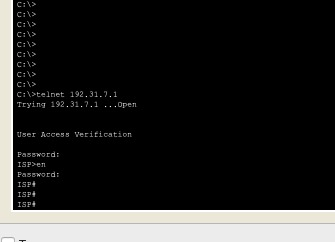 C:\>
C:\>
C:\>
C:\>
C:\>
C:\>
C:\>
C:\>
C:\>
C:\>telnet 192.31.7.1
Trying 192.31.7.1 ...Open
User Access Verification
Password:
ISP>en
Password:
ISP#
ISP#
ISP#